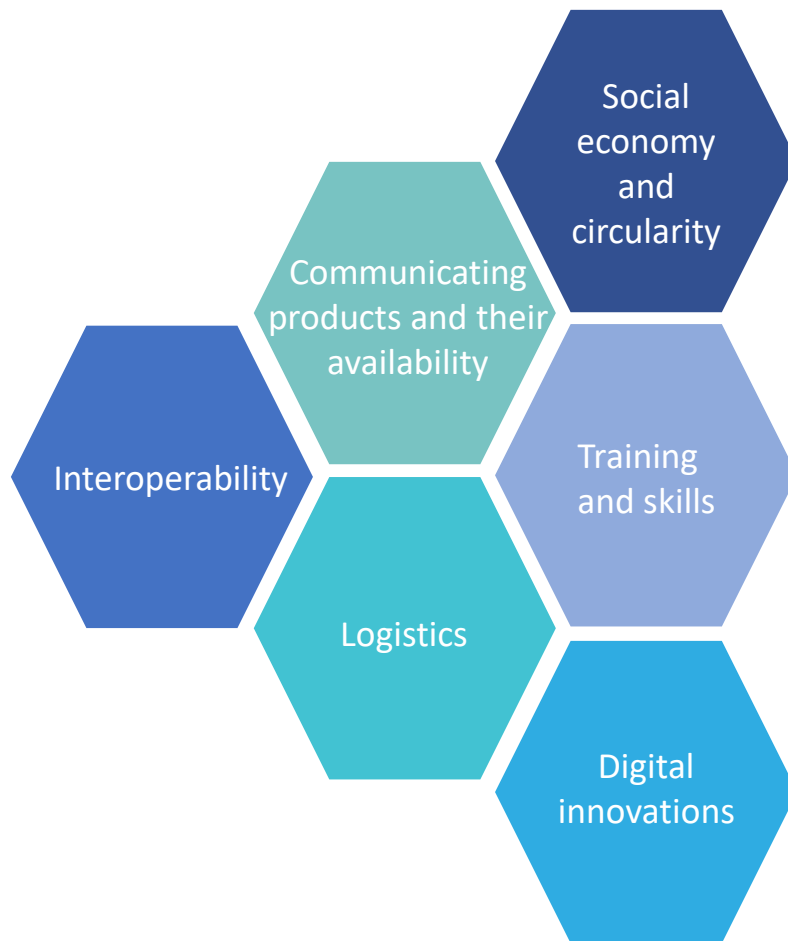 Social
economy
and
circularity
Communicating
products and their
availability
Interoperability
Training
and skills
Logistics
Digital
innovations